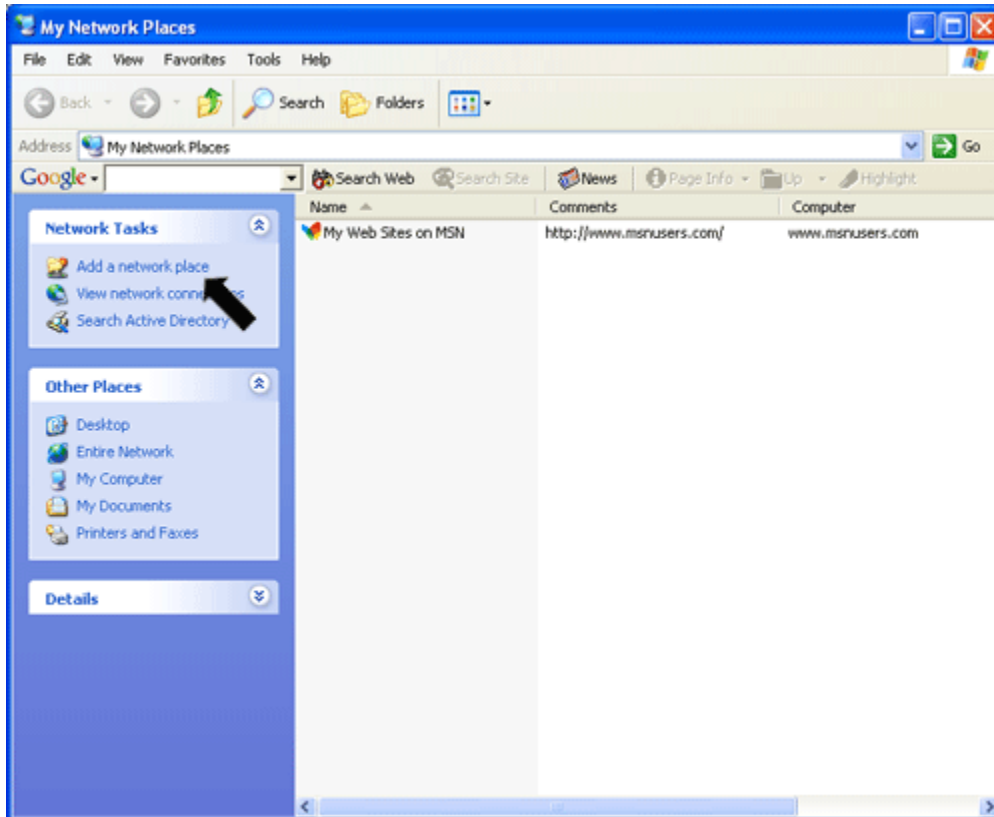 My Network Places
File Edit View Favorites Tools Help
Back Search Folders
Address My Network Places Go
Google Search Web Search Site News Page Info Up Highlight
Name Comments Computer
Network Tasks
My Web Sites on MSN http://www.msnusers.com/ www.msnusers.com
Add a network place
View network
Search Active Directory
Other Places
Desktop
Entire Network
My Computer
My Documents
Printers and Faxes
Details